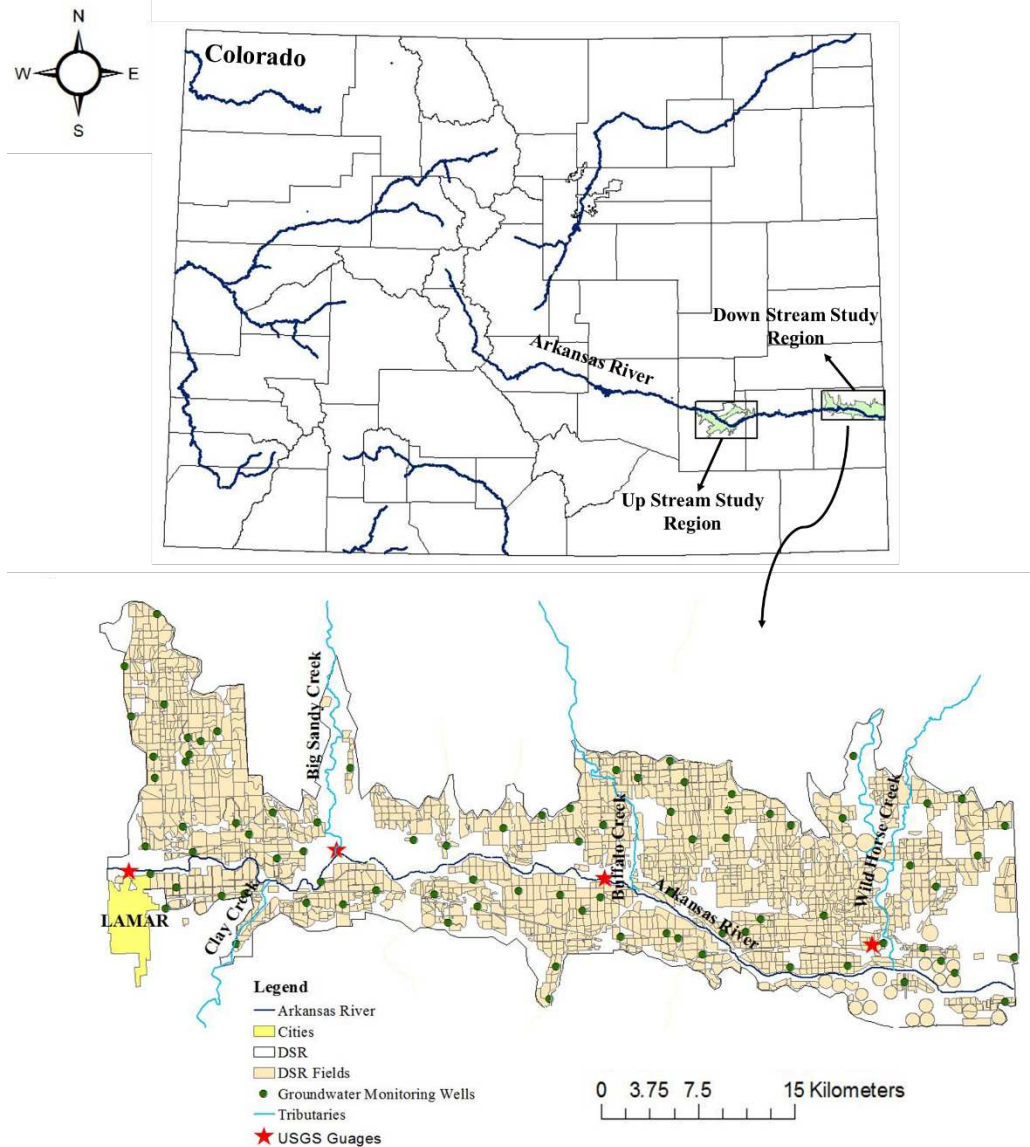 N
W
E
S
Colorado
Down Stream Study
Region
Arkansas River
Up Stream Study
Region
Big Sandy Creek
Buffalo Creek
Wild Horse Creek
Arkansas River
LAMAR
Clay Creek
Legend
Arkansas River
Cities
DSR
DSR Fields
Groundwater Monitoring Wells
Tributaries
USGS Guages
0 3.75 7.5 15 Kilometers